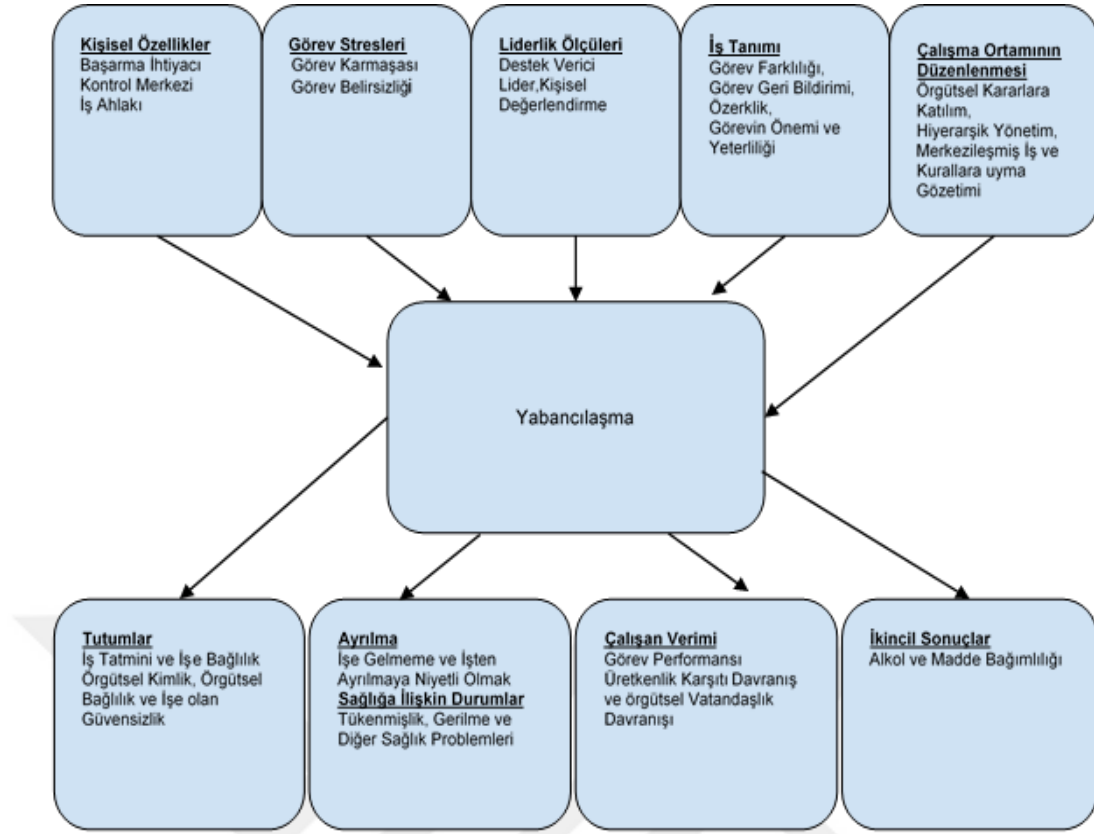 Kişisel Özellikler
Başarma İhtiyacı
Kontrol Merkezi
İş Ahlakı
Görev Stresleri
Görev Karmaşası
Görev Belirsizliği
Liderlik Ölçüleri
Destek Verici
Lider,Kişisel
Değerlendirme
İş Tanımı
Görev Farklılığı,
Görev Geri Bildirimi,
Özerklik,
Görevin Önemi ve
Yeterliliği
Çalışma Ortamının
Düzenlenmesi
Örgütsel Kararlara
Katılım,
Hiyerarşik Yönetim,
Merkezileşmiş İş ve
Kurallara uyma
Gözetimi
Yabancılaşma
Tutumlar
İş Tatmini ve İşe Bağlılık
Örgütsel Kimlik, Örgütsel
Bağlılık ve İşe olan
Güvensizlik
Ayrılma
İşe Gelmeme ve İşten
Ayrılmaya Niyetli Olmak
Sağlığa İlişkin Durumlar
Tükenmişlik, Gerilme ve
Diğer Sağlık Problemleri
Çalışan Verimi
Görev Performansı
Üretkenlik Karşıtı Davranış
ve örgütsel Vatandaşlık
Davranışı
İkincil Sonuçlar
Alkol ve Madde Bağımlılığı